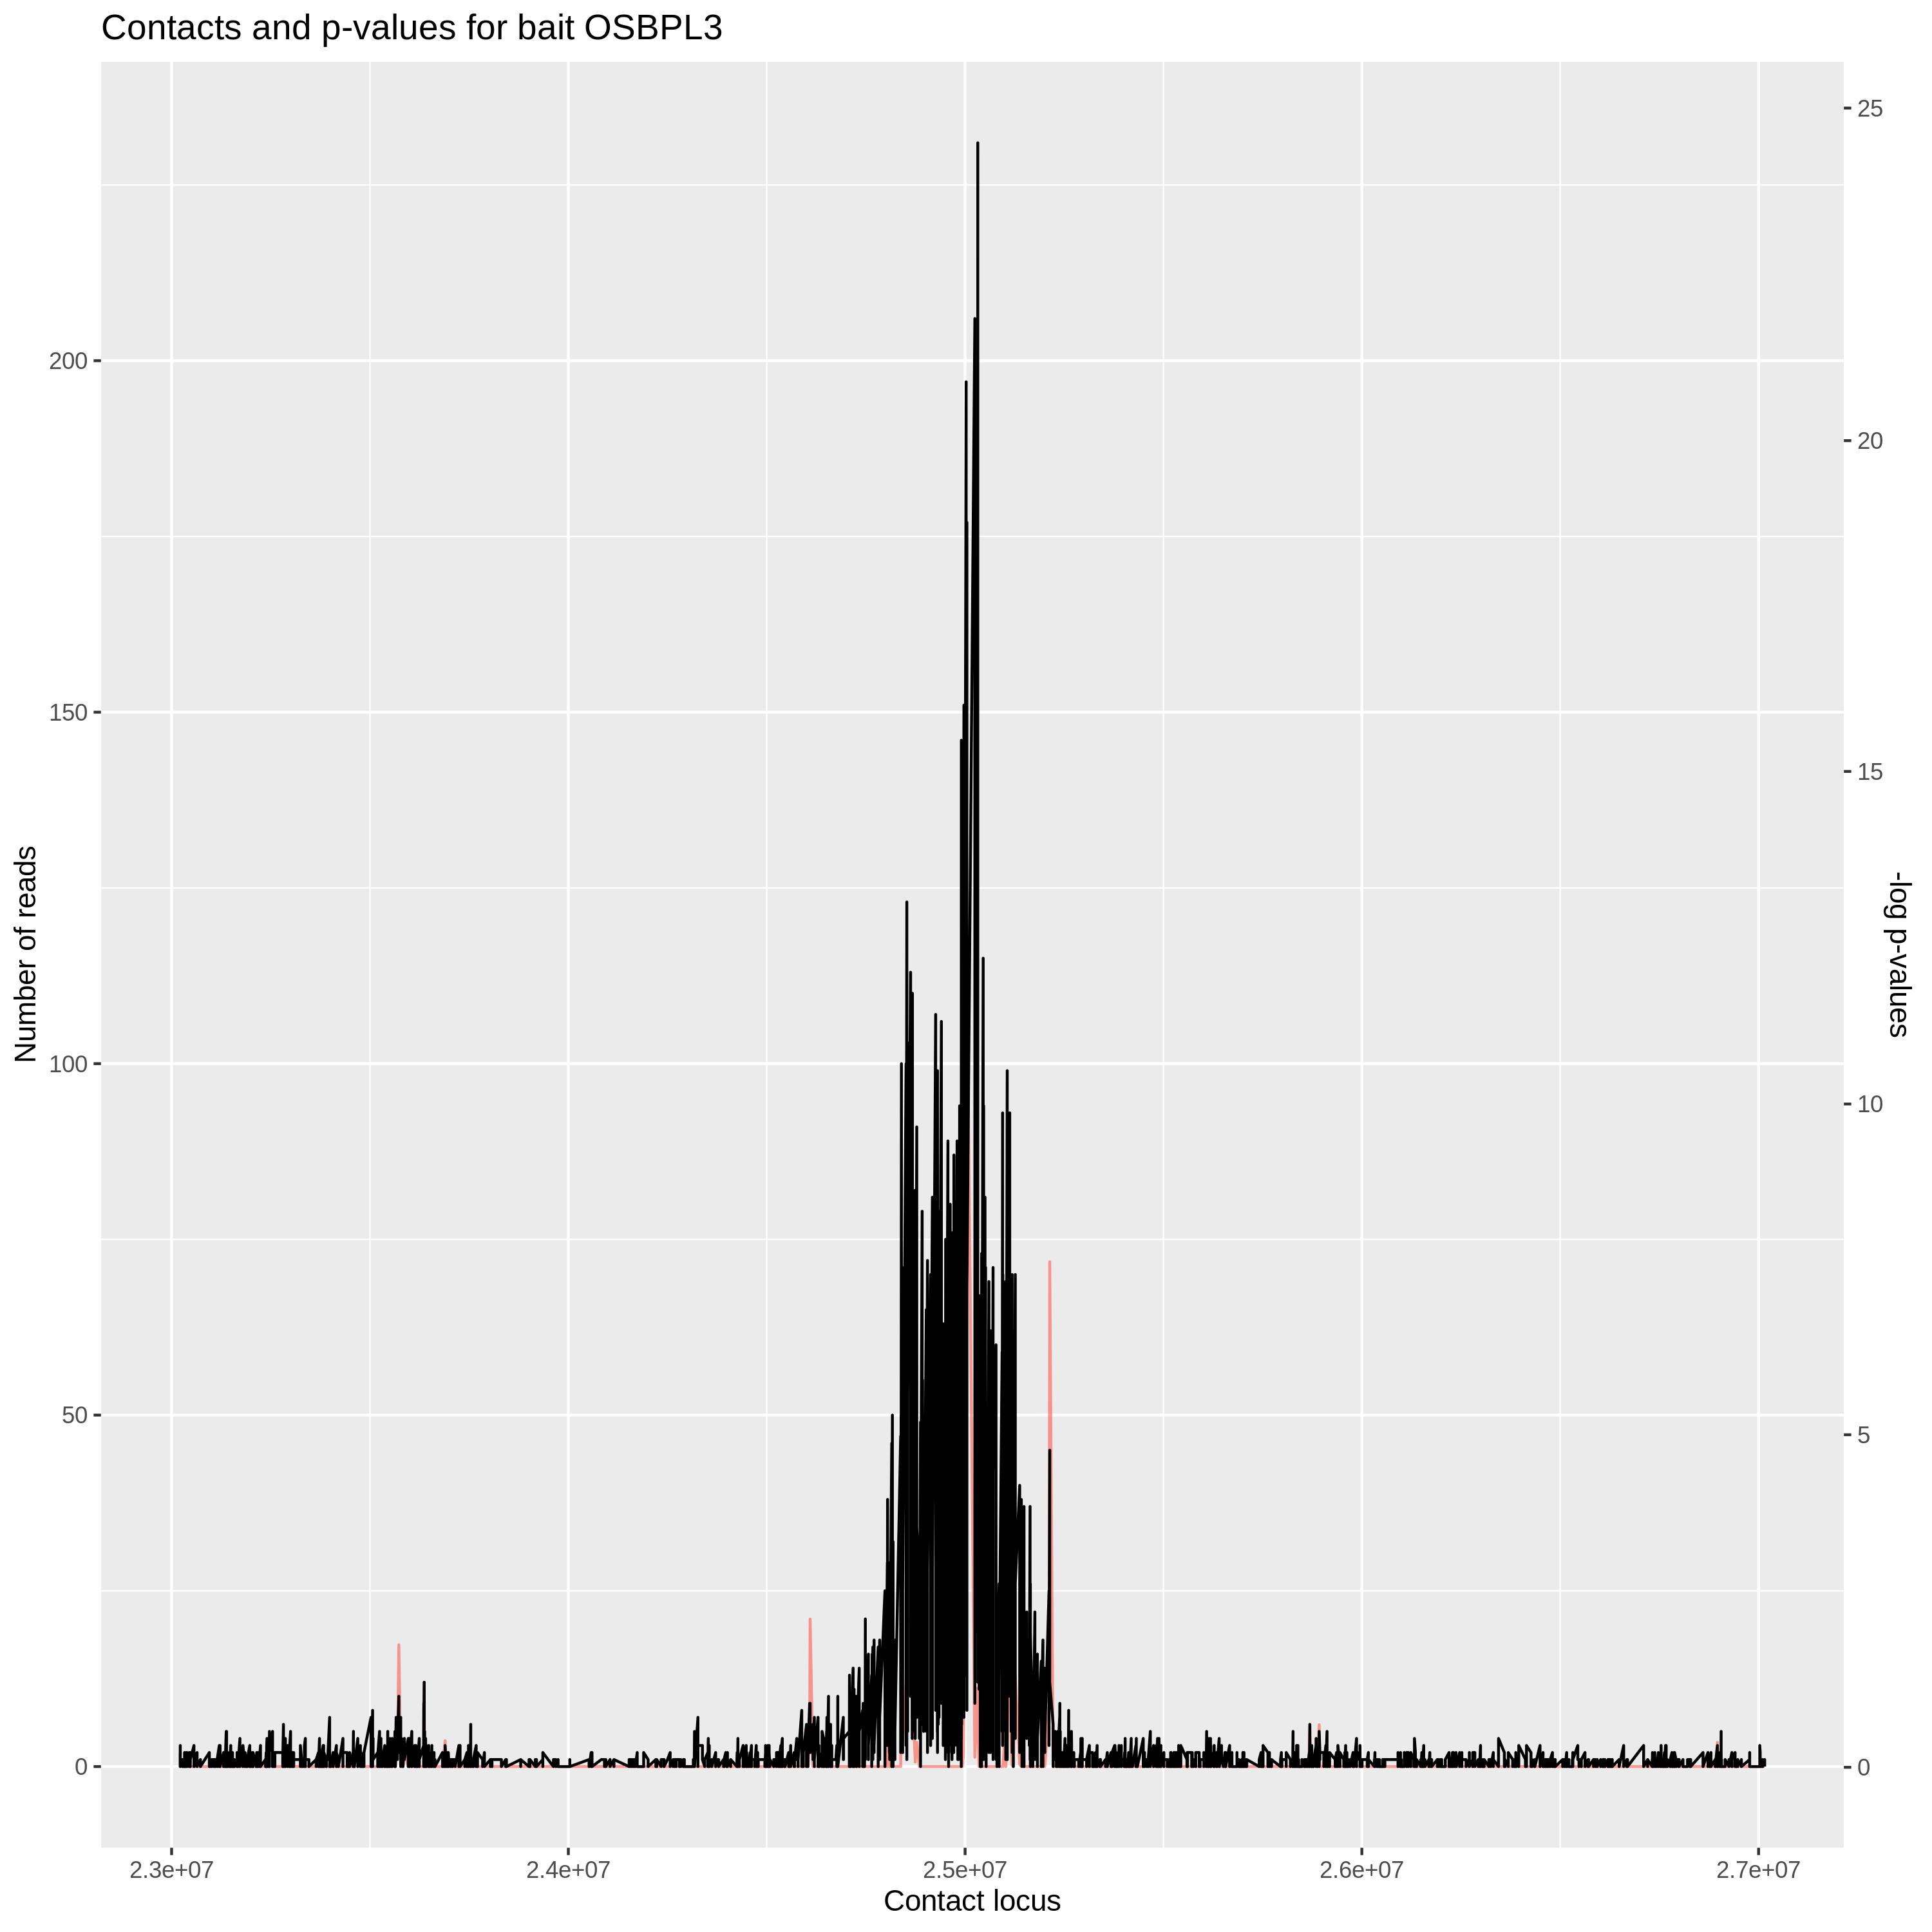 Contacts and p-values for bait OSBPL3
25
20
15
10
5
0
200
150
100
50
0
Number of reads
-log p-values
2.3e+07
2.4e+07
2.5e+07
2.6e+07
2.7e+07
Contact locus